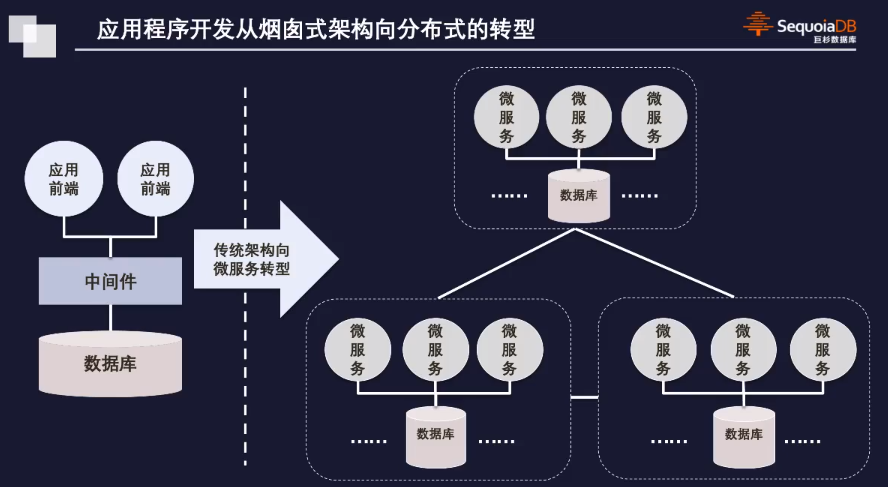 应用程序开发从烟囱式架构向分布式的转型
SequoiaDB
巨杉数据库
应用
前端
应用
前端
中间件
数据库
传统架构向
微服务转型
微
服
务
微
服
务
微
服
务
……
数据库
……
微
服
务
微
服
务
微
服
务
……
数据库
……
微
服
务
微
服
务
微
服
务
……
数据库
……